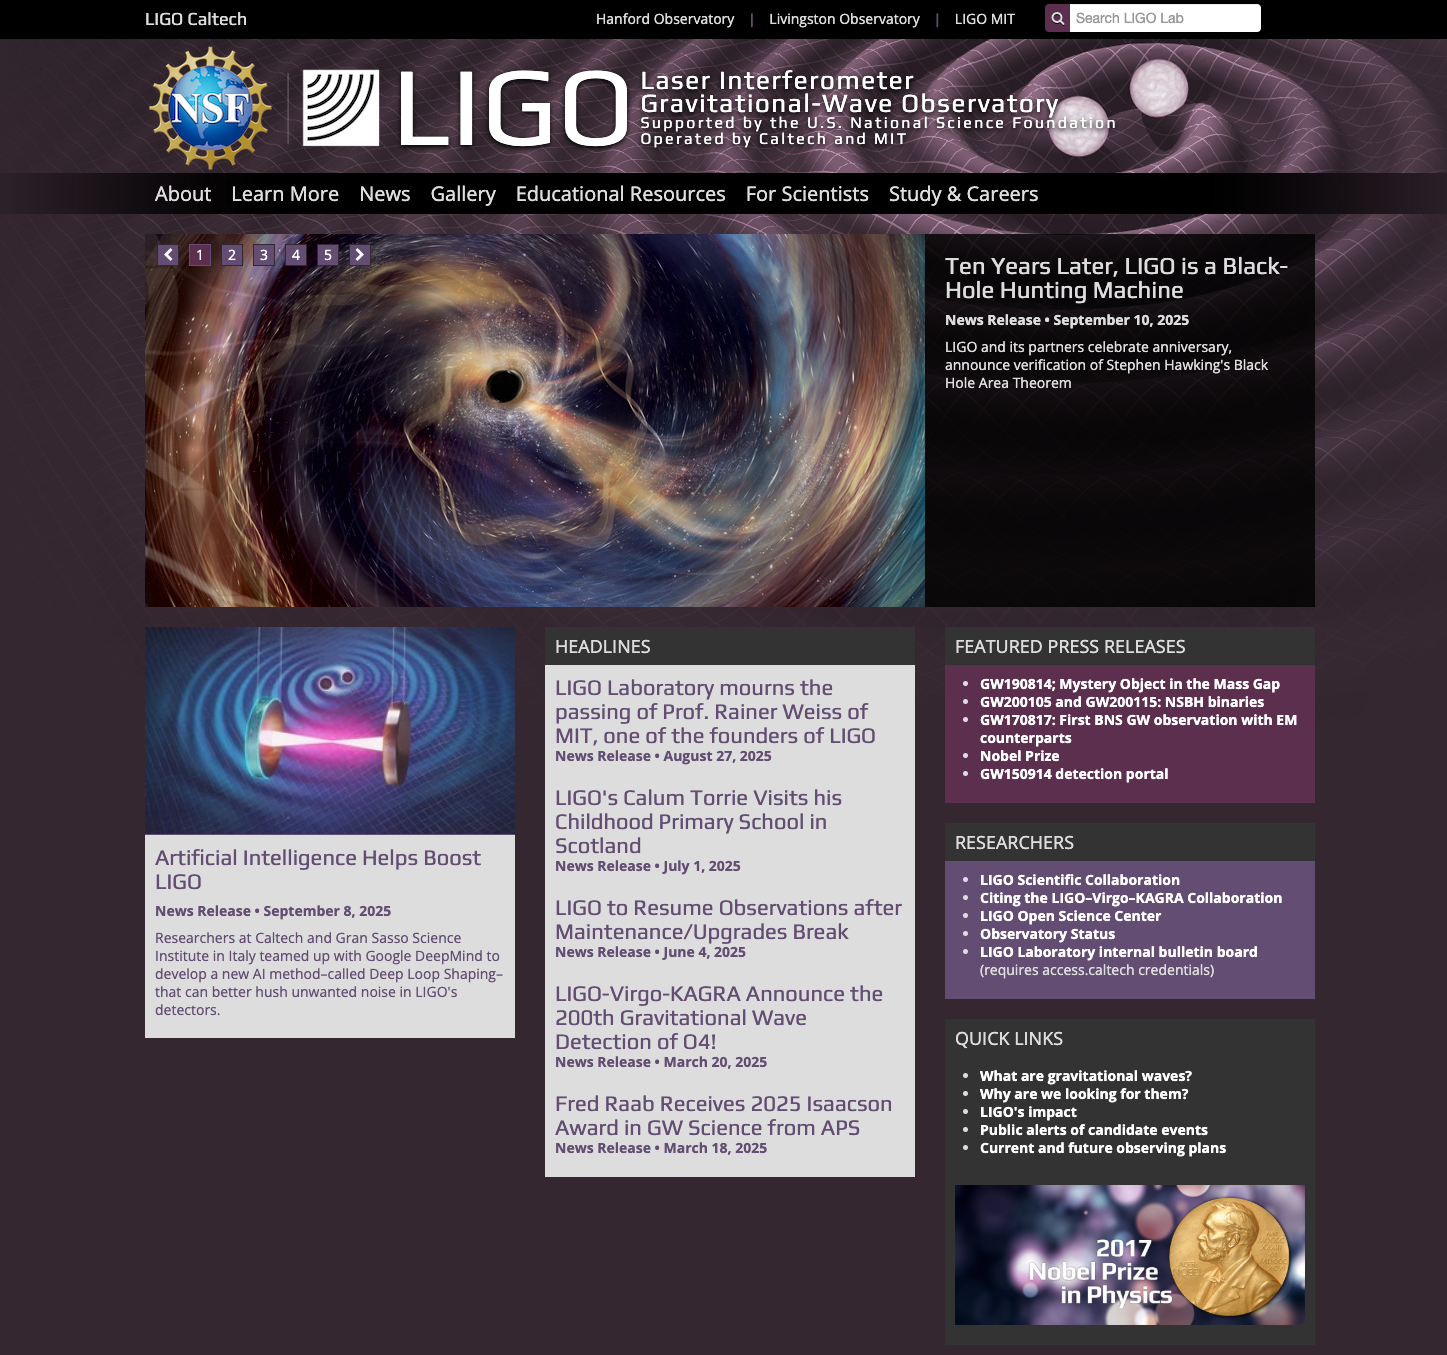 LIGO Caltech
Hanford Observatory | Livingston Observatory | LIGO MIT
Search LIGO Lab
NSF
LIGO
Laser Interferometer
Gravitational-Wave Observatory
Supported by the U.S. National Science Foundation
Operated by Caltech and MIT
About Learn More News Gallery Educational Resources For Scientists Study & Careers
1 2 3 4 5
Ten Years Later, LIGO is a Black-
Hole Hunting Machine
News Release • September 10, 2025
LIGO and its partners celebrate anniversary,
announce verification of Stephen Hawking's Black
Hole Area Theorem
Artificial Intelligence Helps Boost
LIGO
News Release • September 8, 2025
Researchers at Caltech and Gran Sasso Science
Institute in Italy teamed up with Google DeepMind to
develop a new AI method–called Deep Loop Shaping–
that can better hush unwanted noise in LIGO's
detectors.
HEADLINES
LIGO Laboratory mourns the
passing of Prof. Rainer Weiss of
MIT, one of the founders of LIGO
News Release • August 27, 2025
LIGO's Calum Torrie Visits his
Childhood Primary School in
Scotland
News Release • July 1, 2025
LIGO to Resume Observations after
Maintenance/Upgrades Break
News Release • June 4, 2025
LIGO-Virgo-KAGRA Announce the
200th Gravitational Wave
Detection of O4!
News Release • March 20, 2025
Fred Raab Receives 2025 Isaacson
Award in GW Science from APS
News Release • March 18, 2025
FEATURED PRESS RELEASES
• GW190814; Mystery Object in the Mass Gap
• GW200105 and GW200115: NSBH binaries
• GW170817: First BNS GW observation with EM
counterparts
• Nobel Prize
• GW150914 detection portal
RESEARCHERS
• LIGO Scientific Collaboration
• Citing the LIGO–Virgo–KAGRA Collaboration
• LIGO Open Science Center
• Observatory Status
• LIGO Laboratory internal bulletin board
(requires access.caltech credentials)
QUICK LINKS
• What are gravitational waves?
• Why are we looking for them?
• LIGO's impact
• Public alerts of candidate events
• Current and future observing plans
2017
Nobel Prize
in Physics